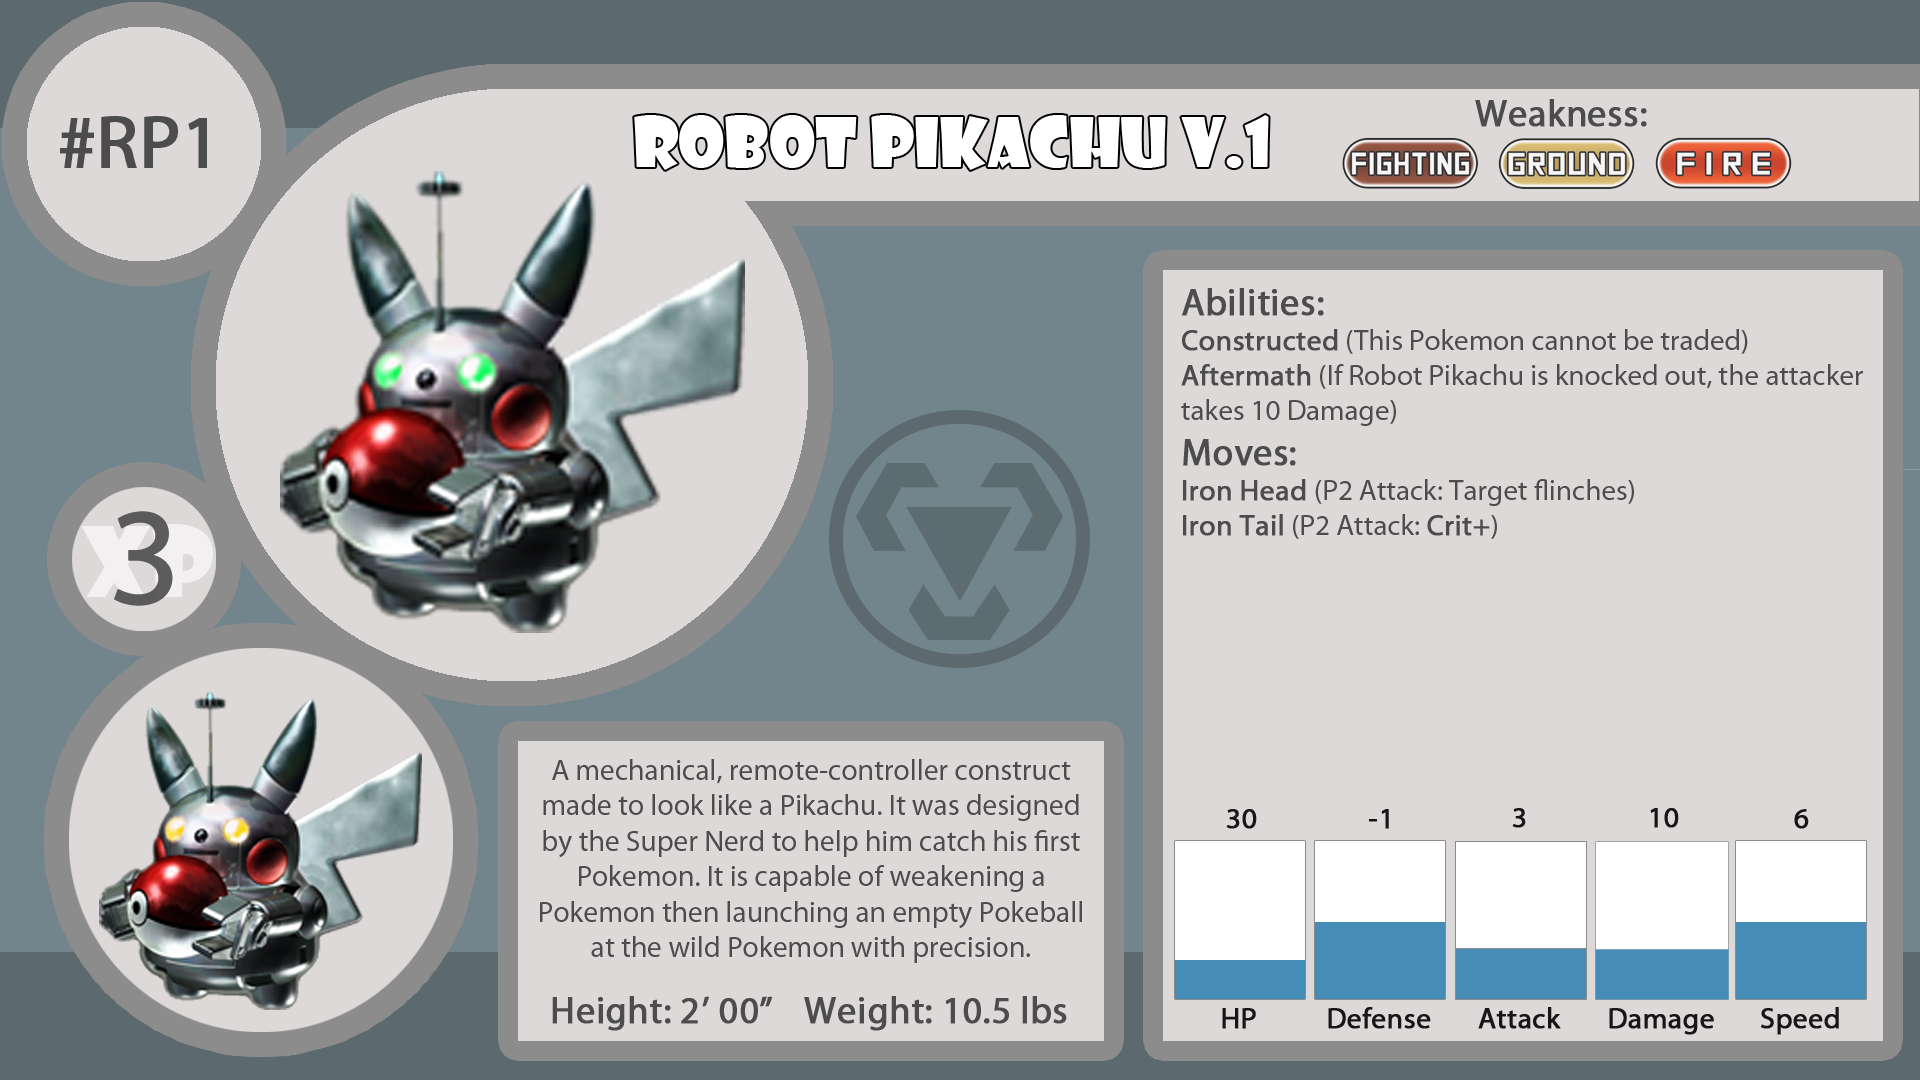 #RP1
ROBOT PIKACHU V.1
Weakness:
FIGHTING GROUND FIRE
XP
3
Abilities:
Constructed (This Pokemon cannot be traded)
Aftermath (If Robot Pikachu is knocked out, the attacker
takes 10 Damage)
Moves:
Iron Head (P2 Attack: Target flinches)
Iron Tail (P2 Attack: Crit+)
A mechanical, remote-controller construct
made to look like a Pikachu. It was designed
by the Super Nerd to help him catch his first
Pokemon. It is capable of weakening a
Pokemon then launching an empty Pokeball
at the wild Pokemon with precision.
Height: 2’ 00” Weight: 10.5 lbs
30 -1 3 10 6
HP Defense Attack Damage Speed